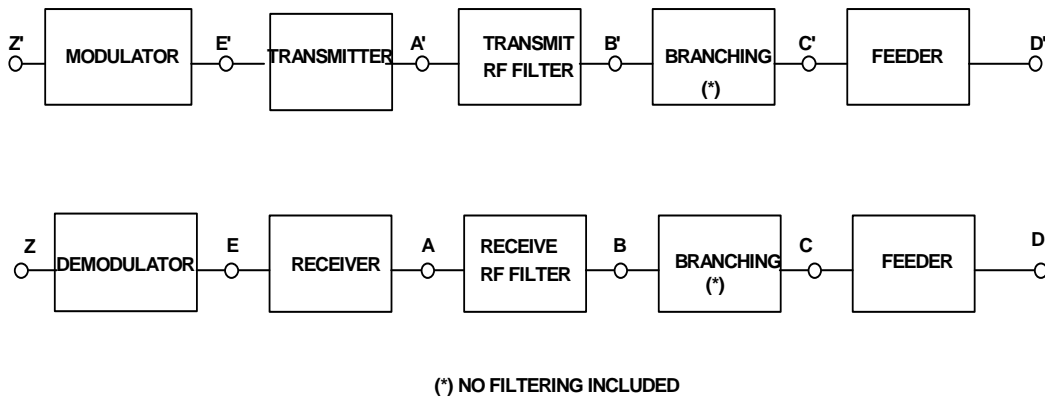 Z' MODULATOR E' TRANSMITTER A' TRANSMIT RF FILTER B' BRANCHING (*) C' FEEDER D'
Z DEMODULATOR E RECEIVER A RECEIVE RF FILTER B BRANCHING (*) C FEEDER D
(*) NO FILTERING INCLUDED